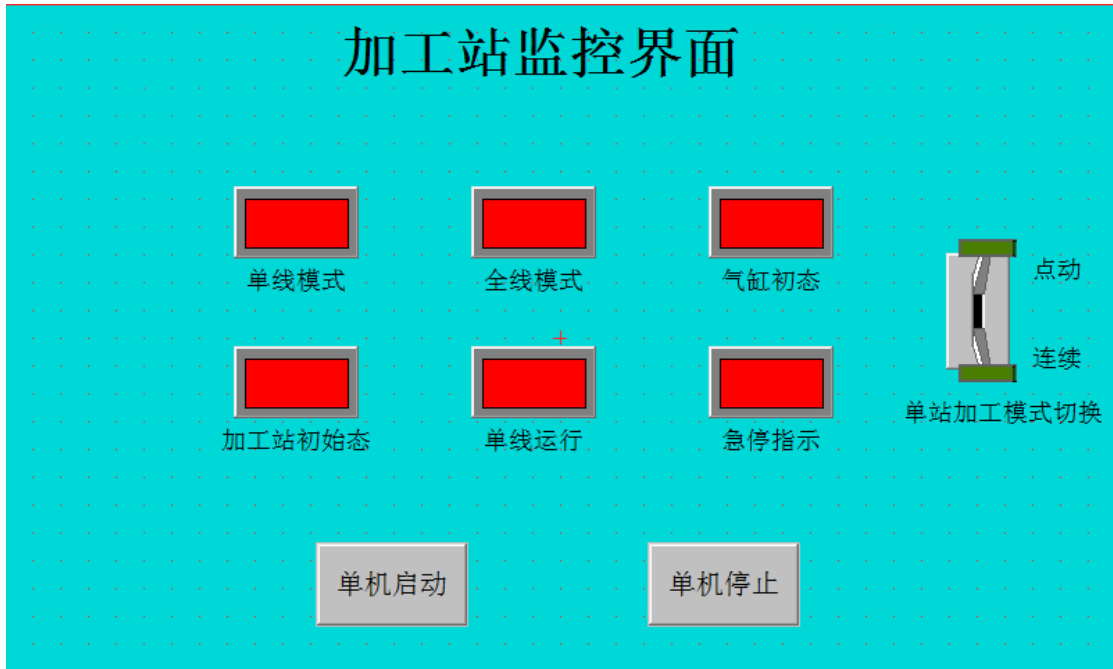 加工站监控界面
单线模式
全线模式
气缸初态
点动
连续
单站加工模式切换
加工站初始态
单线运行
急停指示
单机启动
单机停止